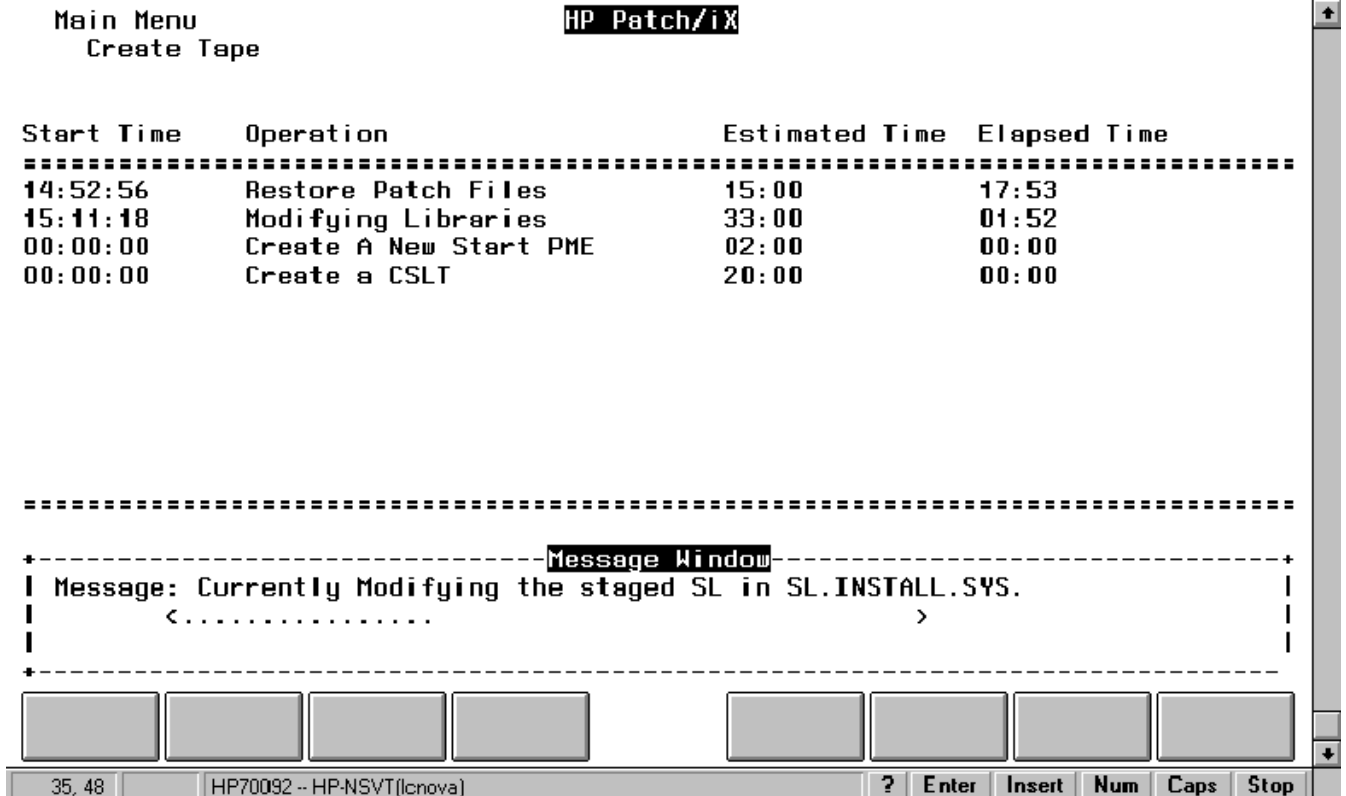 Main Menu HP Patch/iX
Create Tape
Start Time Operation Estimated Time Elapsed Time
================================================================================
14:52:56 Restore Patch Files 15:00 17:53
15:11:18 Modifying Libraries 33:00 01:52
00:00:00 Create A New Start PME 02:00 00:00
00:00:00 Create a CSLT 20:00 00:00
================================================================================
+--------------------------------Message Window--------------------------------+
| Message: Currently Modifying the staged SL in SL.INSTALL.SYS. |
| <................ > |
| |
+------------------------------------------------------------------------------
35, 48 HP70092 -- HP-NSVT(lcnova) ? Enter Insert Num Caps Stop